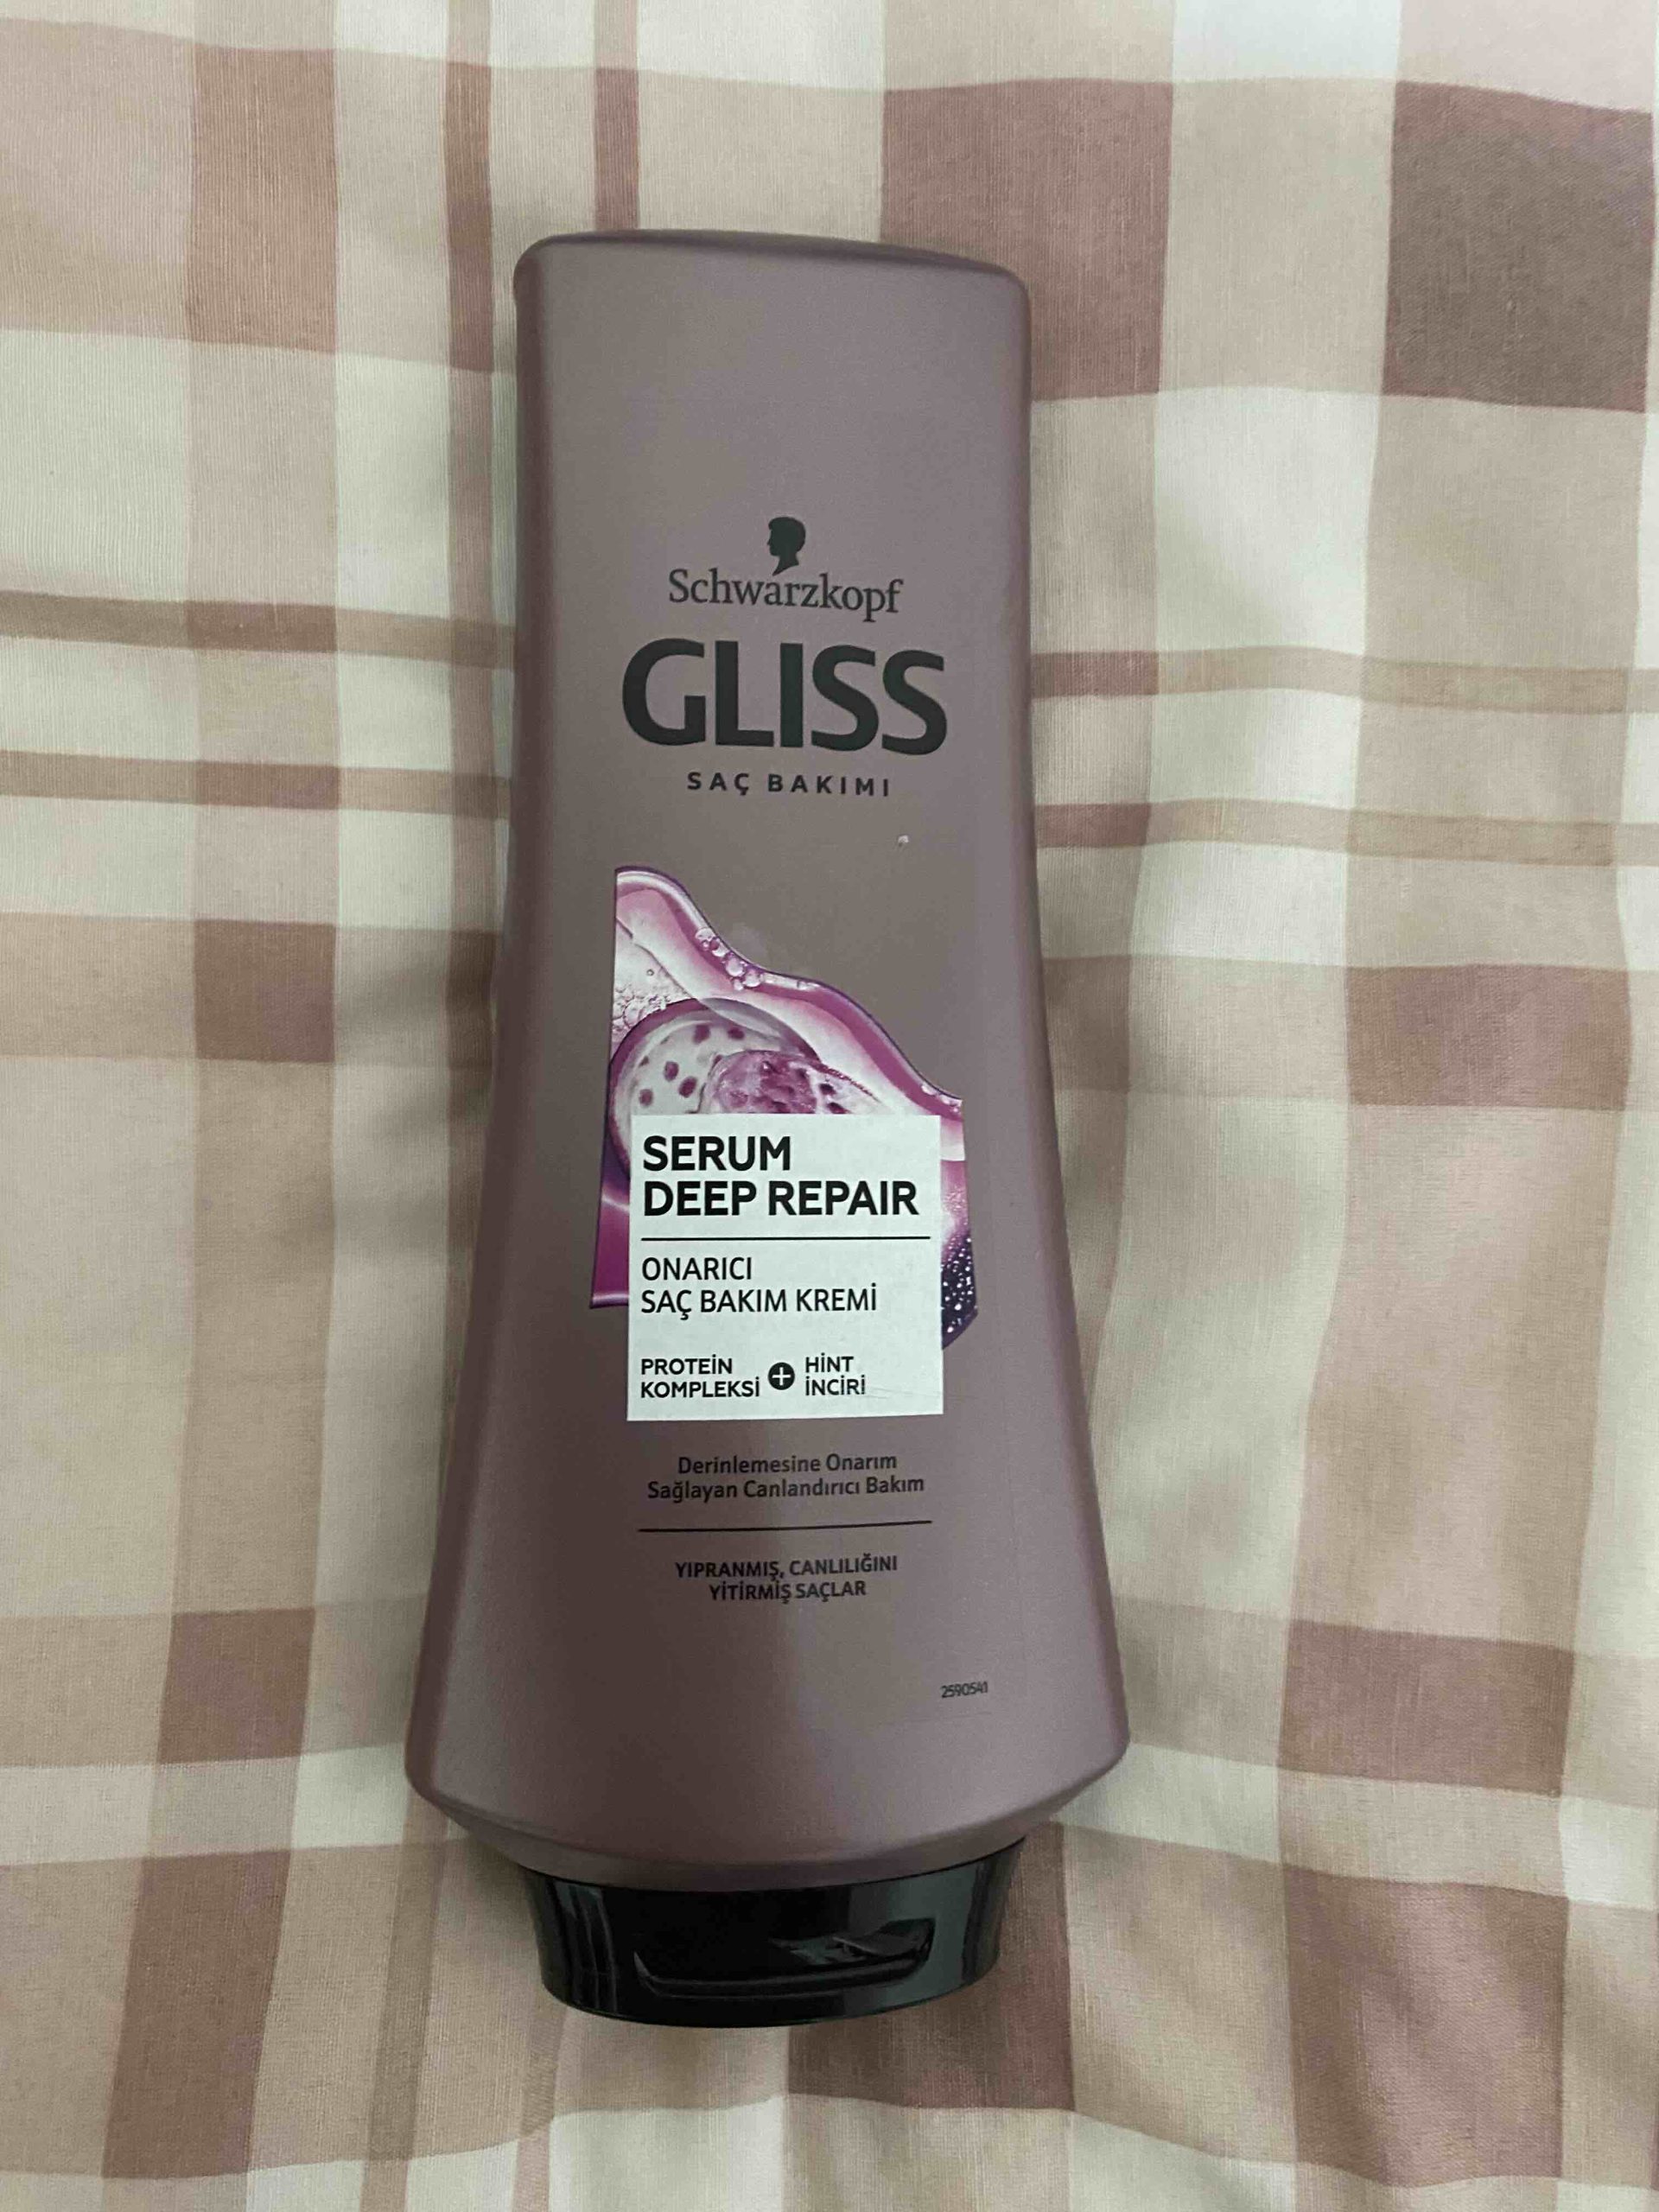 Schwarzkopf
GLISS
SAÇ BAKIMI
SERUM
DEEP REPAIR
ONARICI
SAÇ BAKIM KREMİ
PROTEİN
KOMPLEKSİ
+
HİNT
İNCİRİ
Derinlemesine Onarım
Sağlayan Canlandırıcı Bakım
YIPRANMIŞ, CANLILIĞINI
YİTİRMİŞ SAÇLAR
2590541